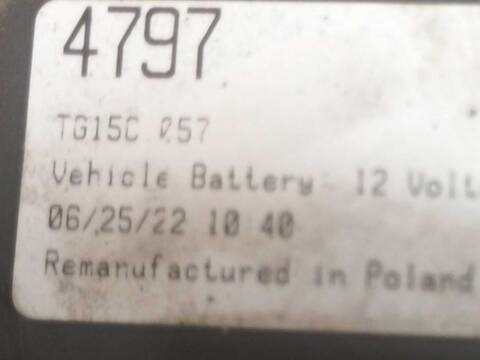 4797
TG15C 057
Vehicle Battery- 12 Volt
06/25/22 10 40
Remanufactured in Poland